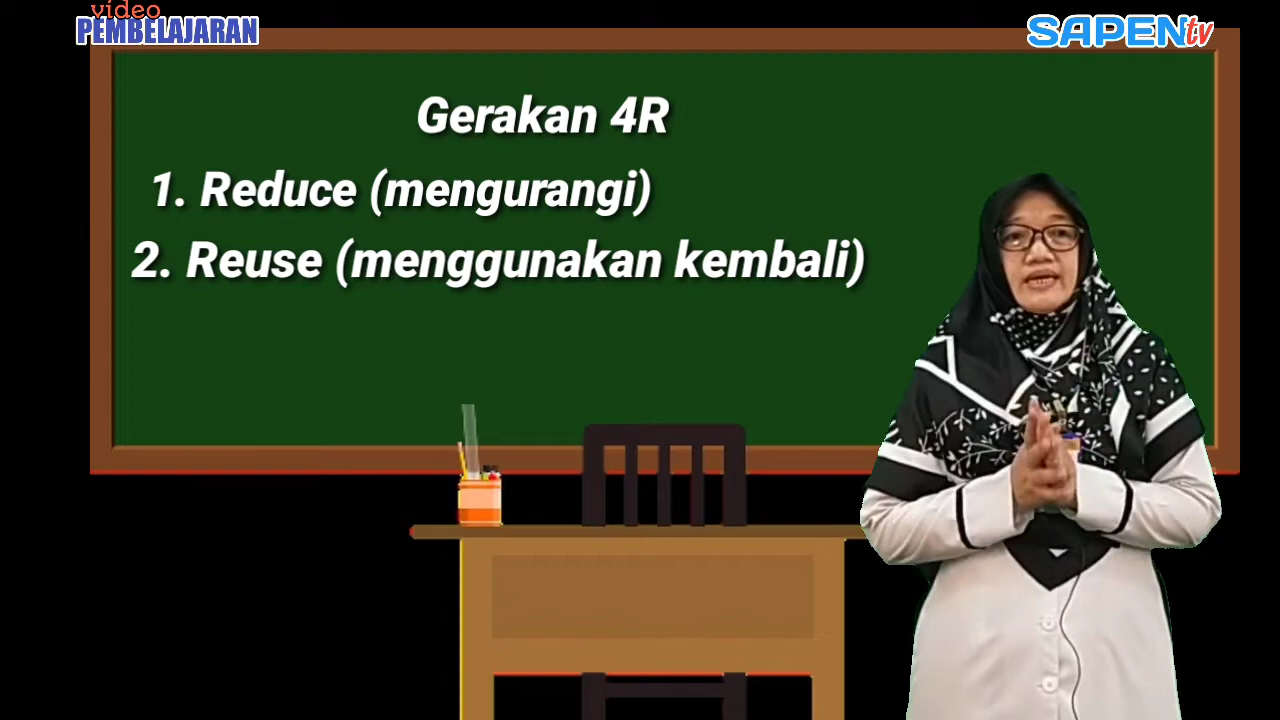 video
PEMBELAJARAN
SAPENtv
Gerakan 4R
1. Reduce (mengurangi)
2. Reuse (menggunakan kembali)